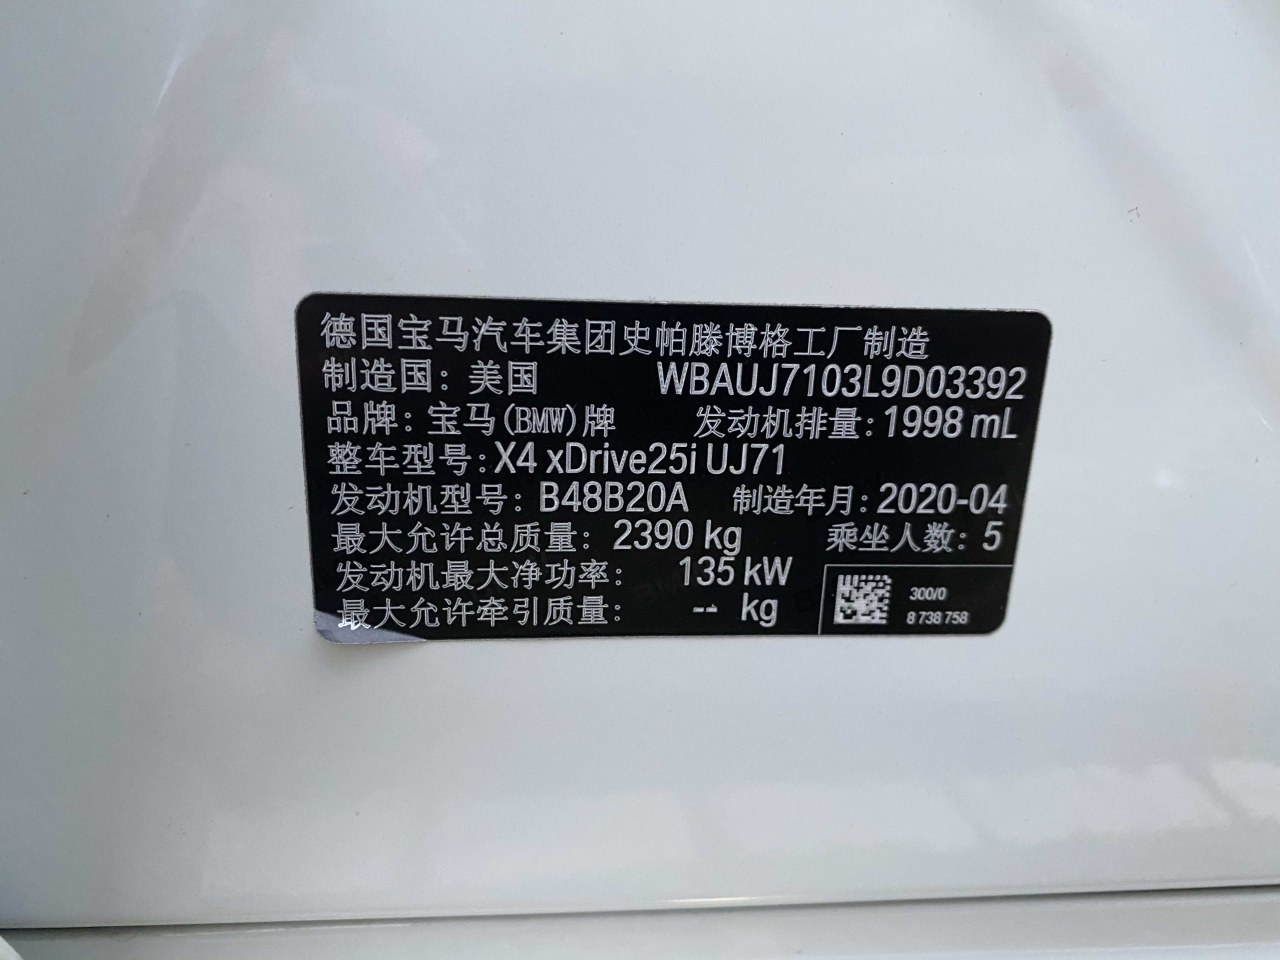 德国宝马汽车集团史帕滕博格工厂制造
制造国：美国 WBAUJ7103L9D03392
品牌：宝马(BMW)牌 发动机排量：1998 mL
整车型号：X4 xDrive25i UJ71
发动机型号：B48B20A 制造年月：2020-04
最大允许总质量：2390 kg 乘坐人数：5
发动机最大净功率：135 kW
最大允许牵引质量：-- kg
300/0
8 738 758